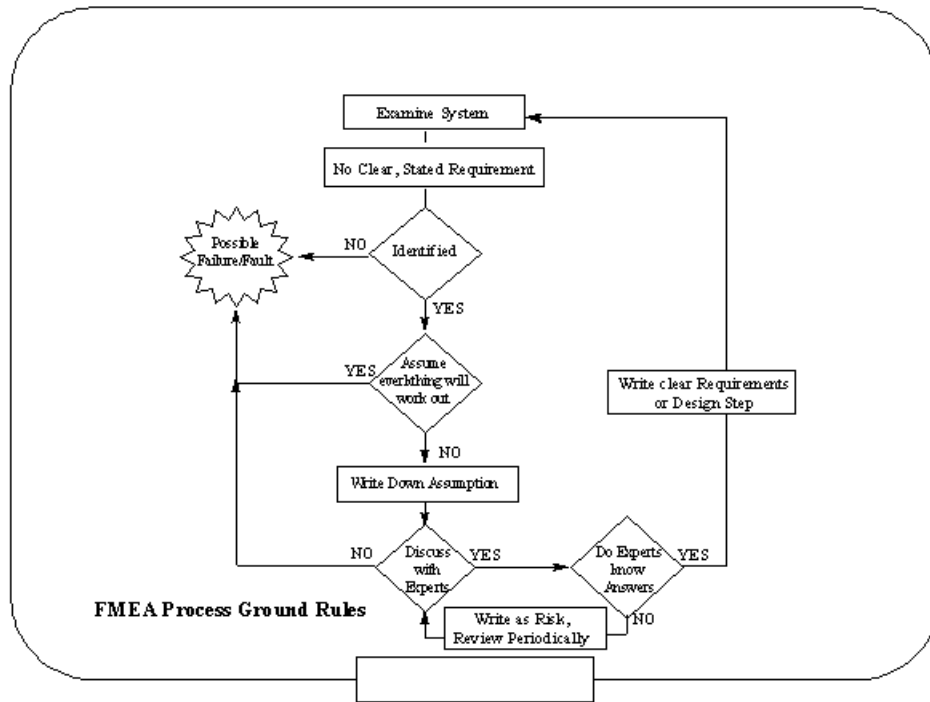 Examine System
No Clear, Stated Requirement
Possible
Failure/Fault
NO
Identified
YES
YES
Assume
everhthing will
work out
Write clear Requirements
or Design Step
NO
Write Down Assumption
NO
Discuss
with
Experts
YES
Do Experts
know
Answers
YES
FMEA Process Ground Rules
Write as Risk,
Review Periodically
NO